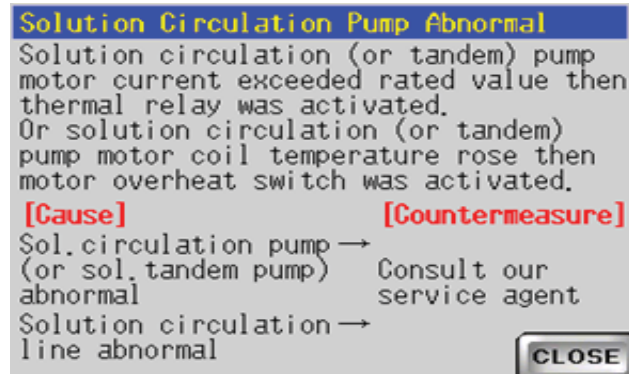 Solution Circulation Pump Abnormal
Solution circulation (or tandem) pump
motor current exceeded rated value then
thermal relay was activated.
Or solution circulation (or tandem)
pump motor coil temperature rose then
motor overheat switch was activated.
[Cause] [Countermeasure]
Sol.circulation pump→
(or sol.tandem pump) Consult our
abnormal service agent
Solution circulation→
line abnormal
CLOSE